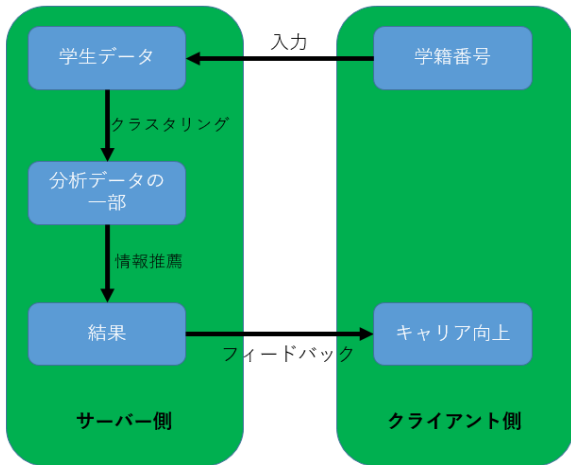 学生データ
入力
学籍番号
クラスタリング
分析データの
一部
情報推薦
結果
フィードバック
キャリア向上
サーバー側
クライアント側